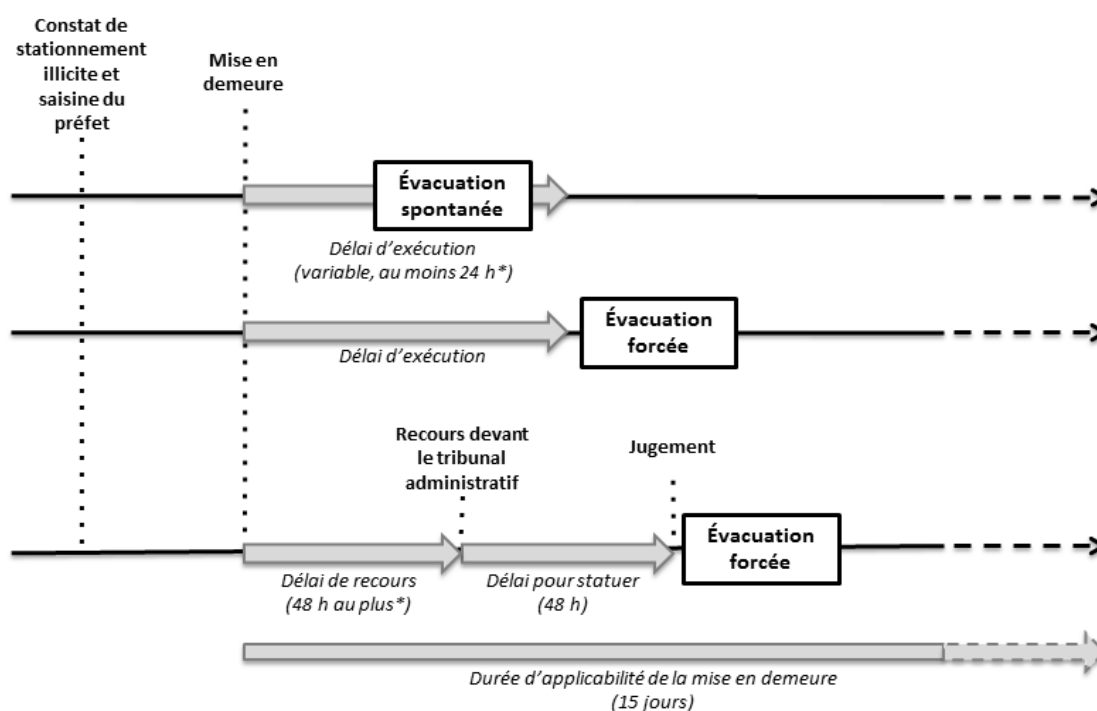 Constat de
stationnement
illicite et
saisine du
préfet
Mise en
demeure
Évacuation
spontanée
Délai d'exécution
(variable, au moins 24 h*)
Évacuation
forcée
Délai d'exécution
Recours devant
le tribunal
administratif
Jugement
Évacuation
forcée
Délai de recours
(48 h au plus*)
Délai pour statuer
(48 h)
Durée d'applicabilité de la mise en demeure
(15 jours)